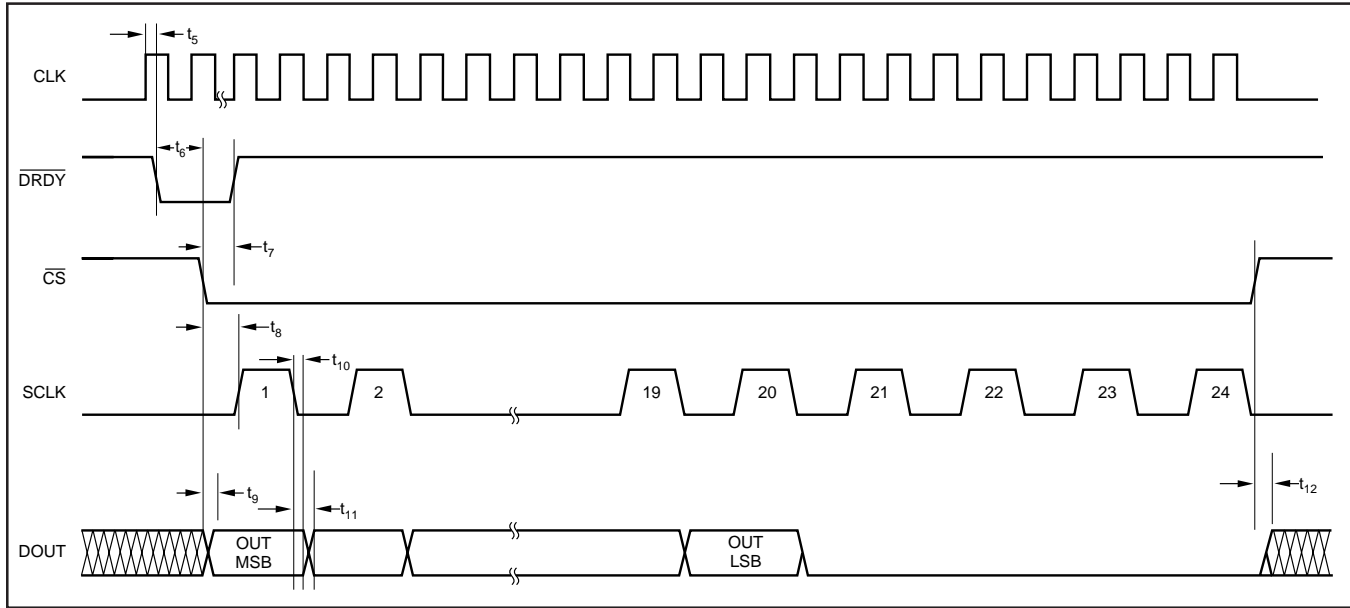 t5
CLK
t6
DRDY
t7
CS
t8
t10
SCLK
1
2
19
20
21
22
23
24
t9
t11
t12
DOUT
OUT
MSB
OUT
LSB